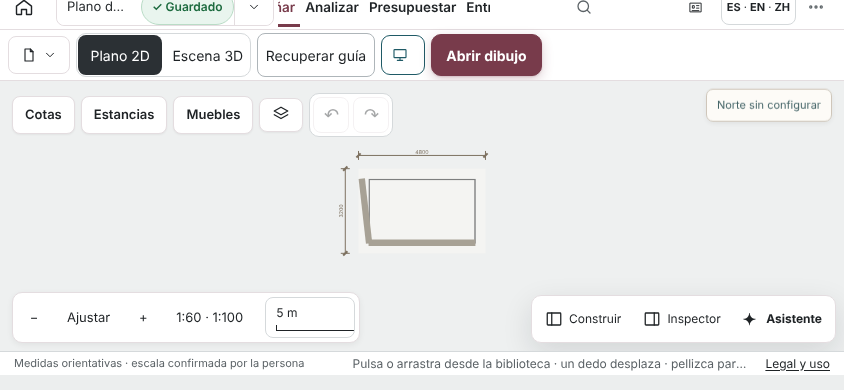 Plano d... ✓ Guardado ñar Analizar Presupuestar Entr ES · EN · ZH
Plano 2D Escena 3D Recuperar guía Abrir dibujo
Cotas Estancias Muebles Norte sin configurar
4800
3200
− Ajustar + 1:60 · 1:100 5 m Construir Inspector Asistente
Medidas orientativas · escala confirmada por la persona Pulsa o arrastra desde la biblioteca · un dedo desplaza · pellizca par... Legal y uso